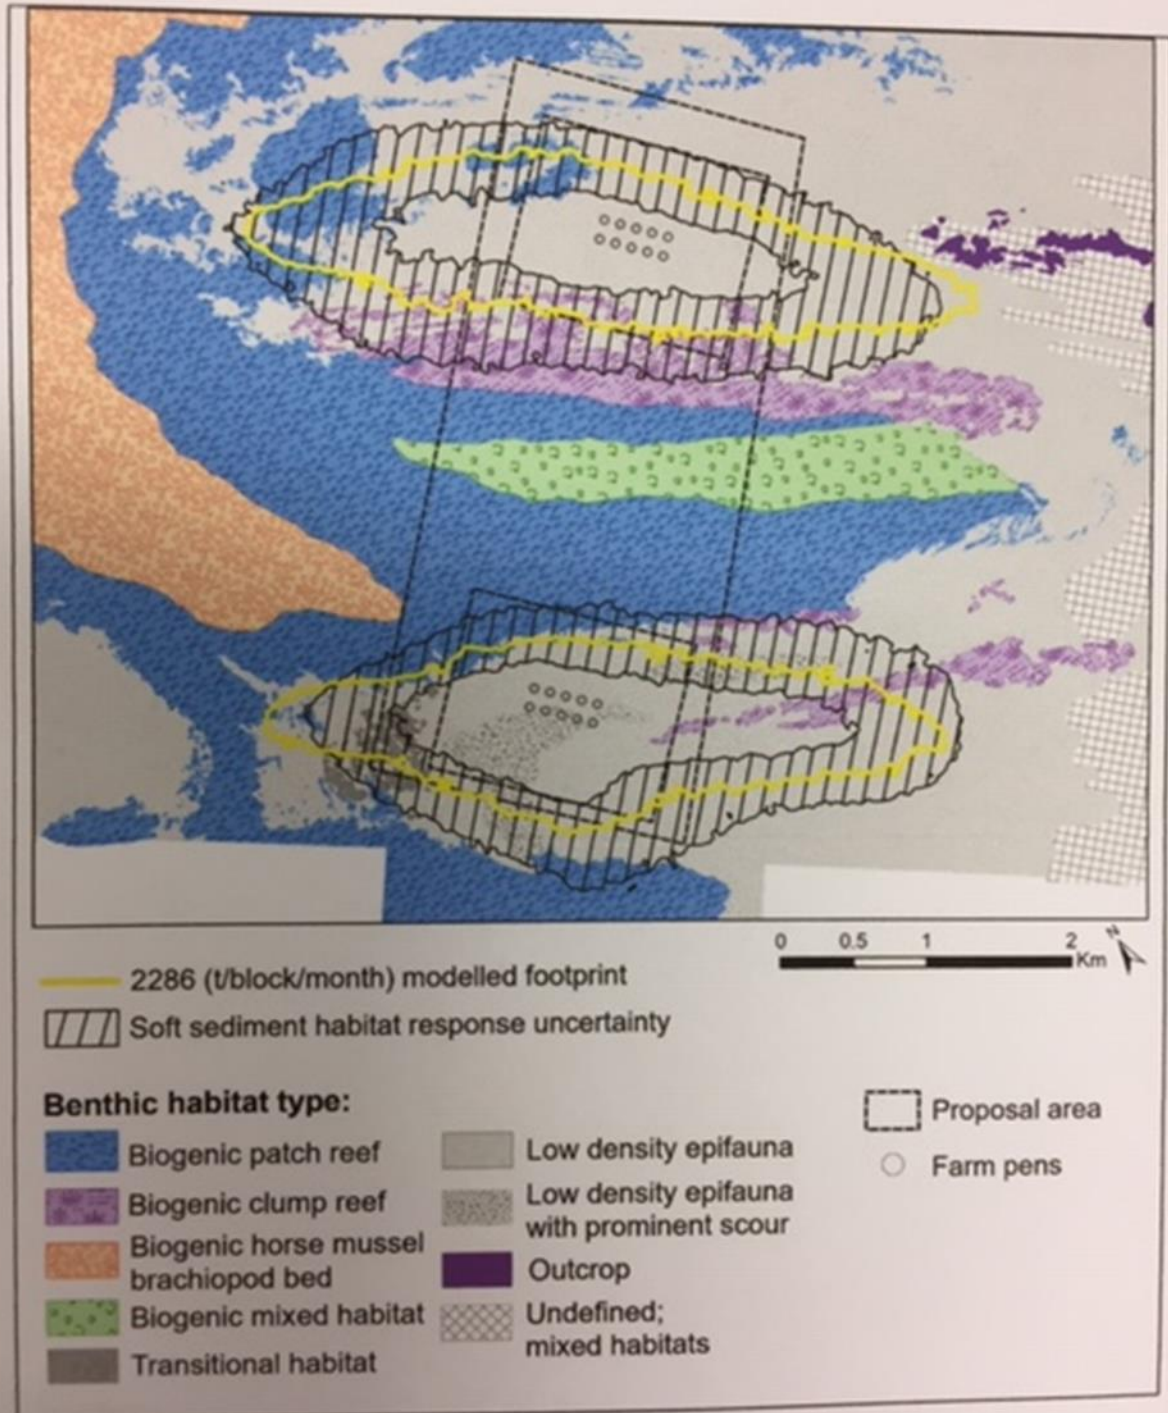 0 0.5 1 2
Km
N
2286 (t/block/month) modelled footprint
Soft sediment habitat response uncertainty
Benthic habitat type:
Biogenic patch reef
Biogenic clump reef
Biogenic horse mussel
brachiopod bed
Biogenic mixed habitat
Transitional habitat
Low density epifauna
Low density epifauna
with prominent scour
Outcrop
Undefined;
mixed habitats
Proposal area
Farm pens